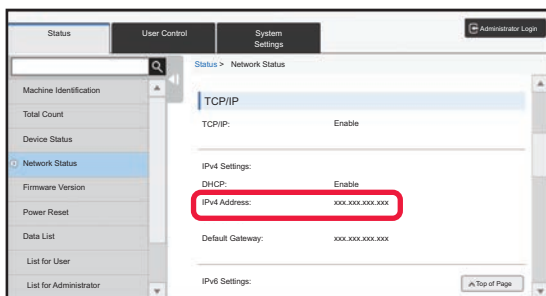 Status
User Control
System
Settings
Administrator Login
Status > Network Status
Machine Identification
Total Count
Device Status
Network Status
Firmware Version
Power Reset
Data List
List for User
List for Administrator
TCP/IP
TCP/IP: Enable
IPv4 Settings:
DHCP: Enable
IPv4 Address: xxx.xxx.xxx.xxx
Default Gateway: xxx.xxx.xxx.xxx
IPv6 Settings:
Top of Page